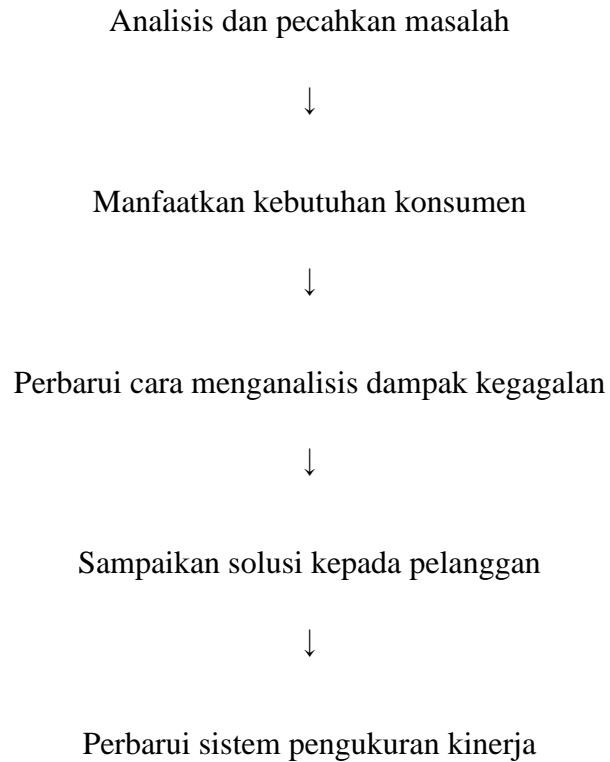 Analisis dan pecahkan masalah
↓
Manfaatkan kebutuhan konsumen
↓
Perbarui cara menganalisis dampak kegagalan
↓
Sampaikan solusi kepada pelanggan
↓
Perbarui sistem pengukuran kinerja